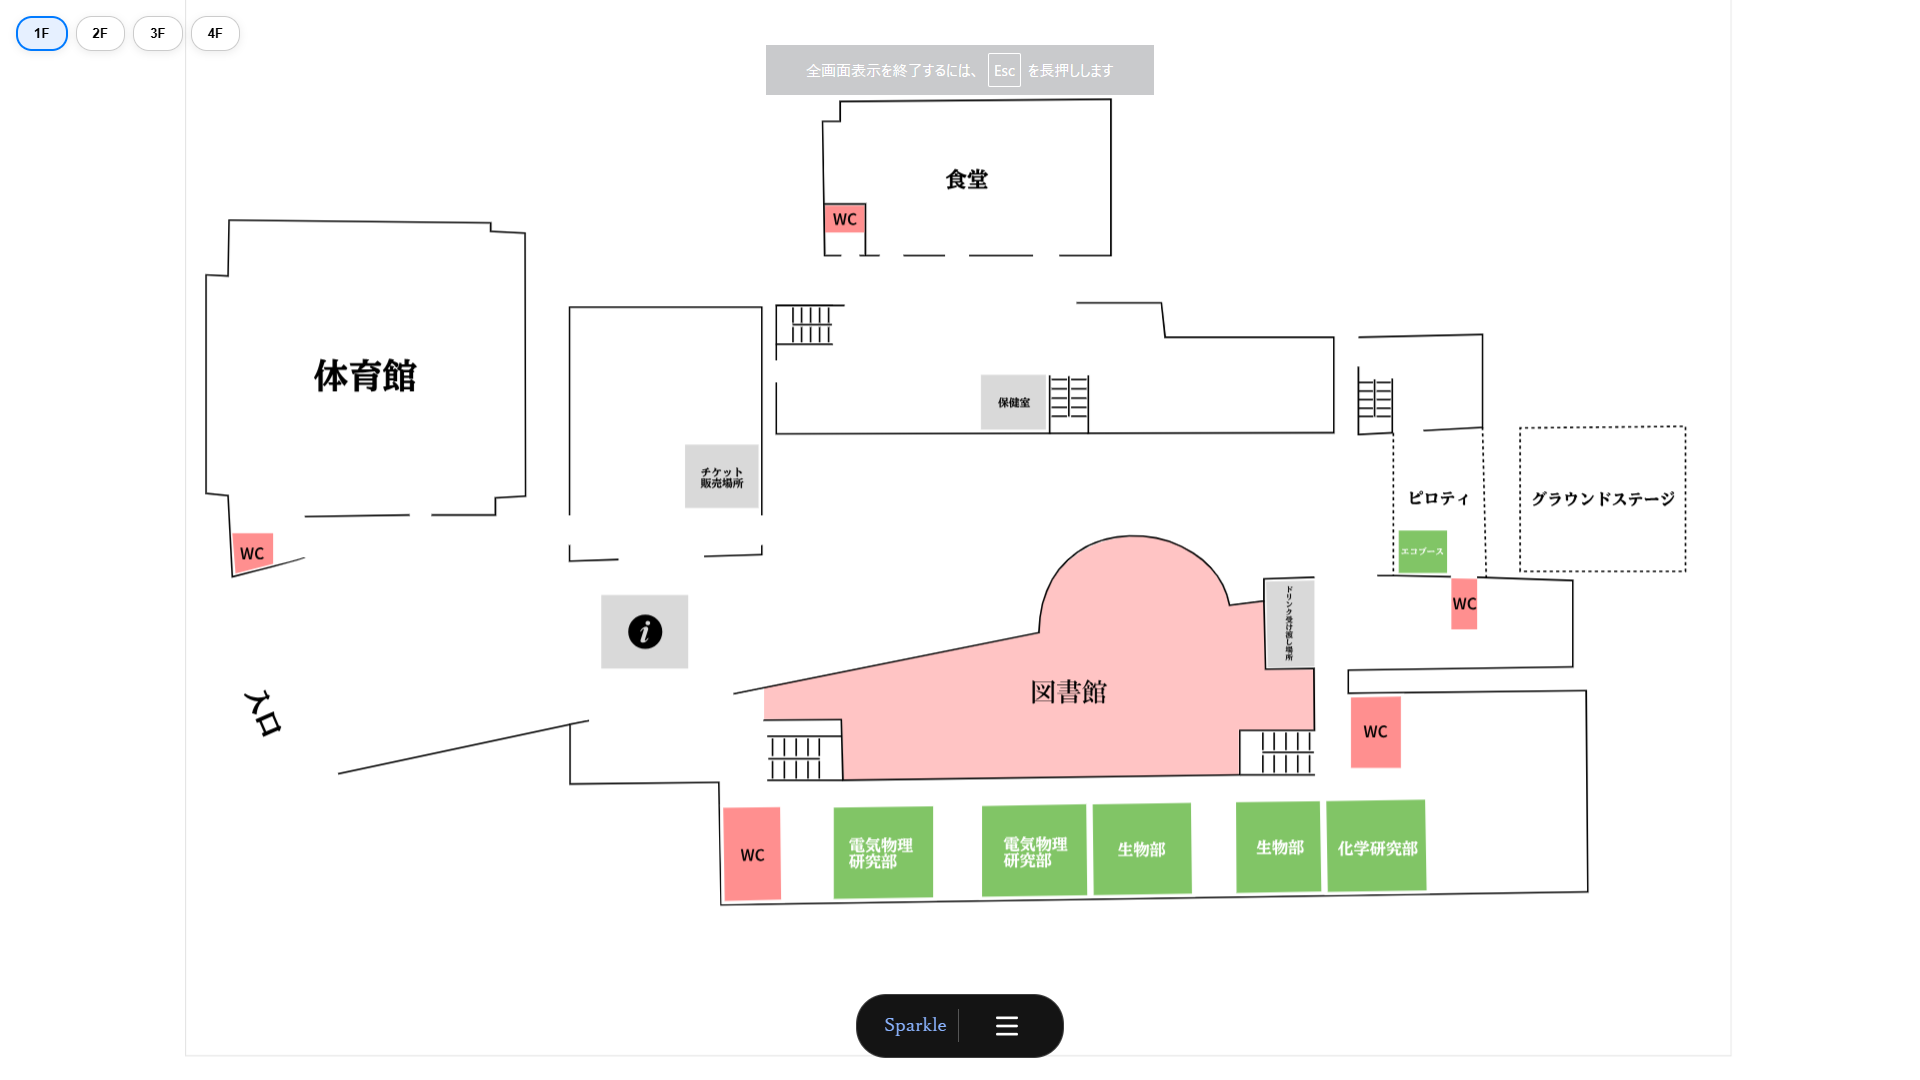 1F
2F
3F
4F
全画面表示を終了するには、 Esc を長押しします
食堂
WC
体育館
保健室
チケット
販売場所
ピロティ
グラウンドステージ
エコブース
WC
WC
ドリンク受け渡し場所
i
図書館
入口
WC
WC
電気物理
研究部
電気物理
研究部
生物部
生物部
化学研究部
Sparkle